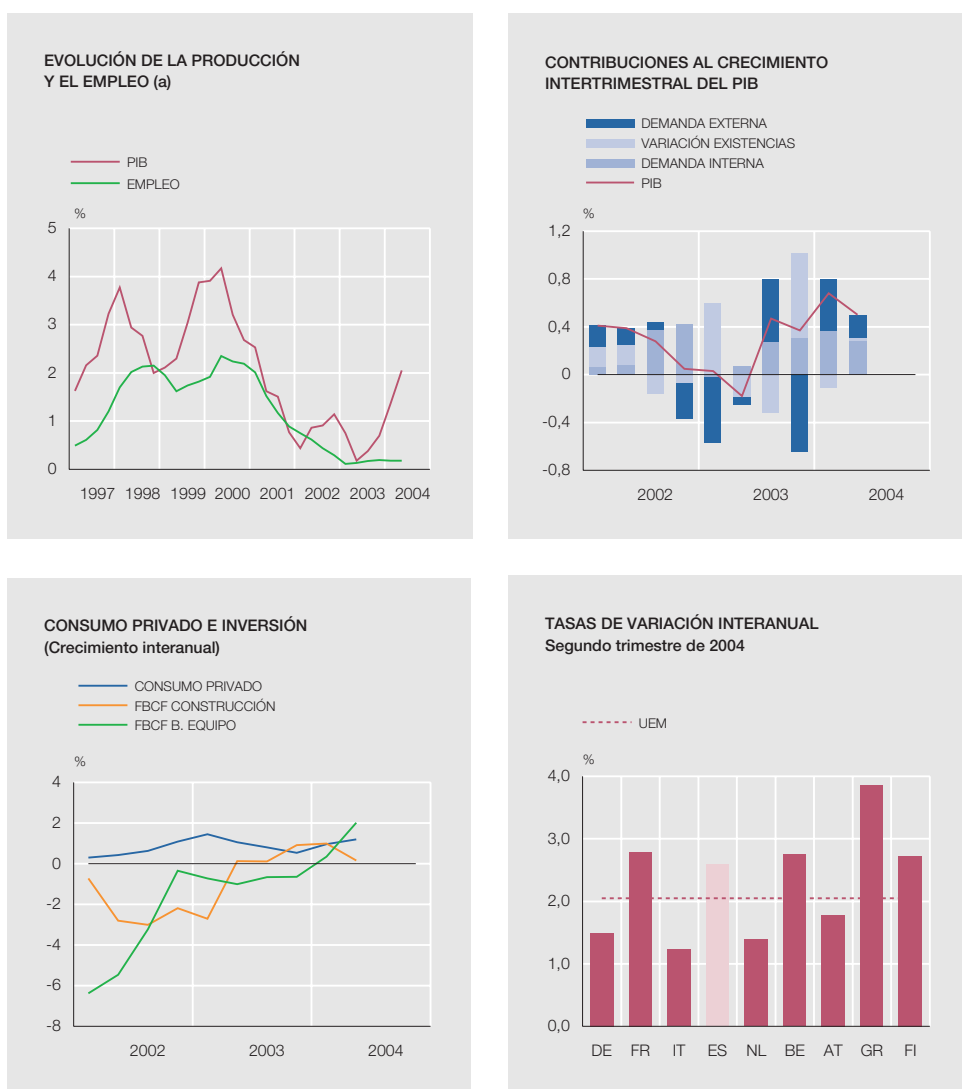 EVOLUCIÓN DE LA PRODUCCIÓN
Y EL EMPLEO (a)
PIB
EMPLEO
%
5
4
3
2
1
0
1997 1998 1999 2000 2001 2002 2003 2004
CONTRIBUCIONES AL CRECIMIENTO
INTERTRIMESTRAL DEL PIB
DEMANDA EXTERNA
VARIACIÓN EXISTENCIAS
DEMANDA INTERNA
PIB
%
1,2
0,8
0,4
0
-0,4
-0,8
2002 2003 2004
CONSUMO PRIVADO E INVERSIÓN
(Crecimiento interanual)
CONSUMO PRIVADO
FBCF CONSTRUCCIÓN
FBCF B. EQUIPO
%
4
2
0
-2
-4
-6
-8
2002 2003 2004
TASAS DE VARIACIÓN INTERANUAL
Segundo trimestre de 2004
UEM
%
4,0
3,0
2,0
1,0
0,0
DE FR IT ES NL BE AT GR FI